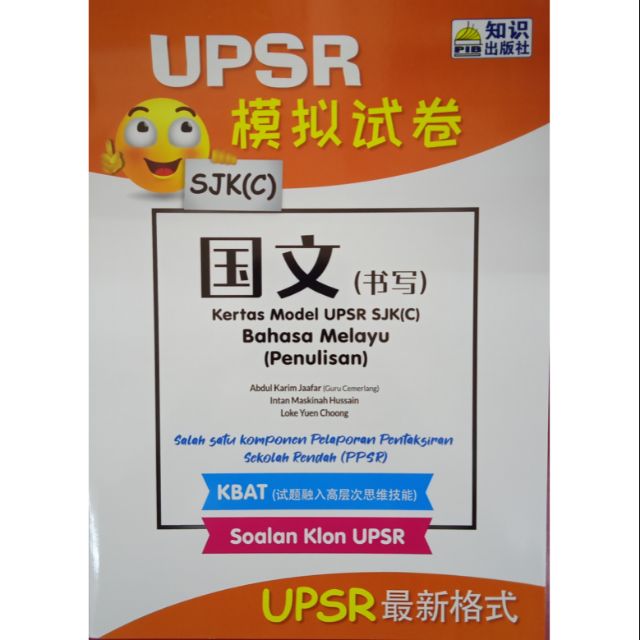 UPSR
PIB
知识
出版社
模拟试卷
SJK(C)
国文 (书写)
Kertas Model UPSR SJK(C)
Bahasa Melayu
(Penulisan)
Abdul Karim Jaafar (Guru Cemerlang)
Intan Maskinah Hussain
Loke Yuen Choong
Salah satu komponen Pelaporan Pentaksiran
Sekolah Rendah (PPSR)
KBAT (试题融入高层次思维技能)
Soalan Klon UPSR
UPSR 最新格式